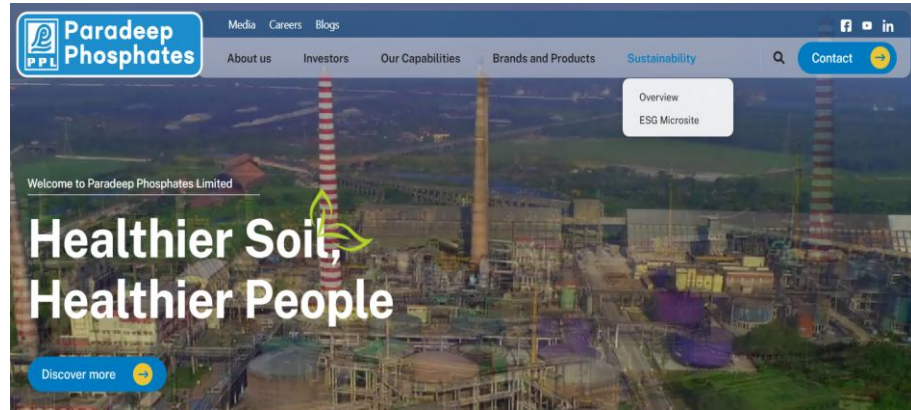 Paradeep
Phosphates
PPL
Media Careers Blogs
in
About us Investors Our Capabilities Brands and Products Sustainability Contact
Overview
ESG Microsite
Welcome to Paradeep Phosphates Limited
Healthier Soil,
Healthier People
Discover more